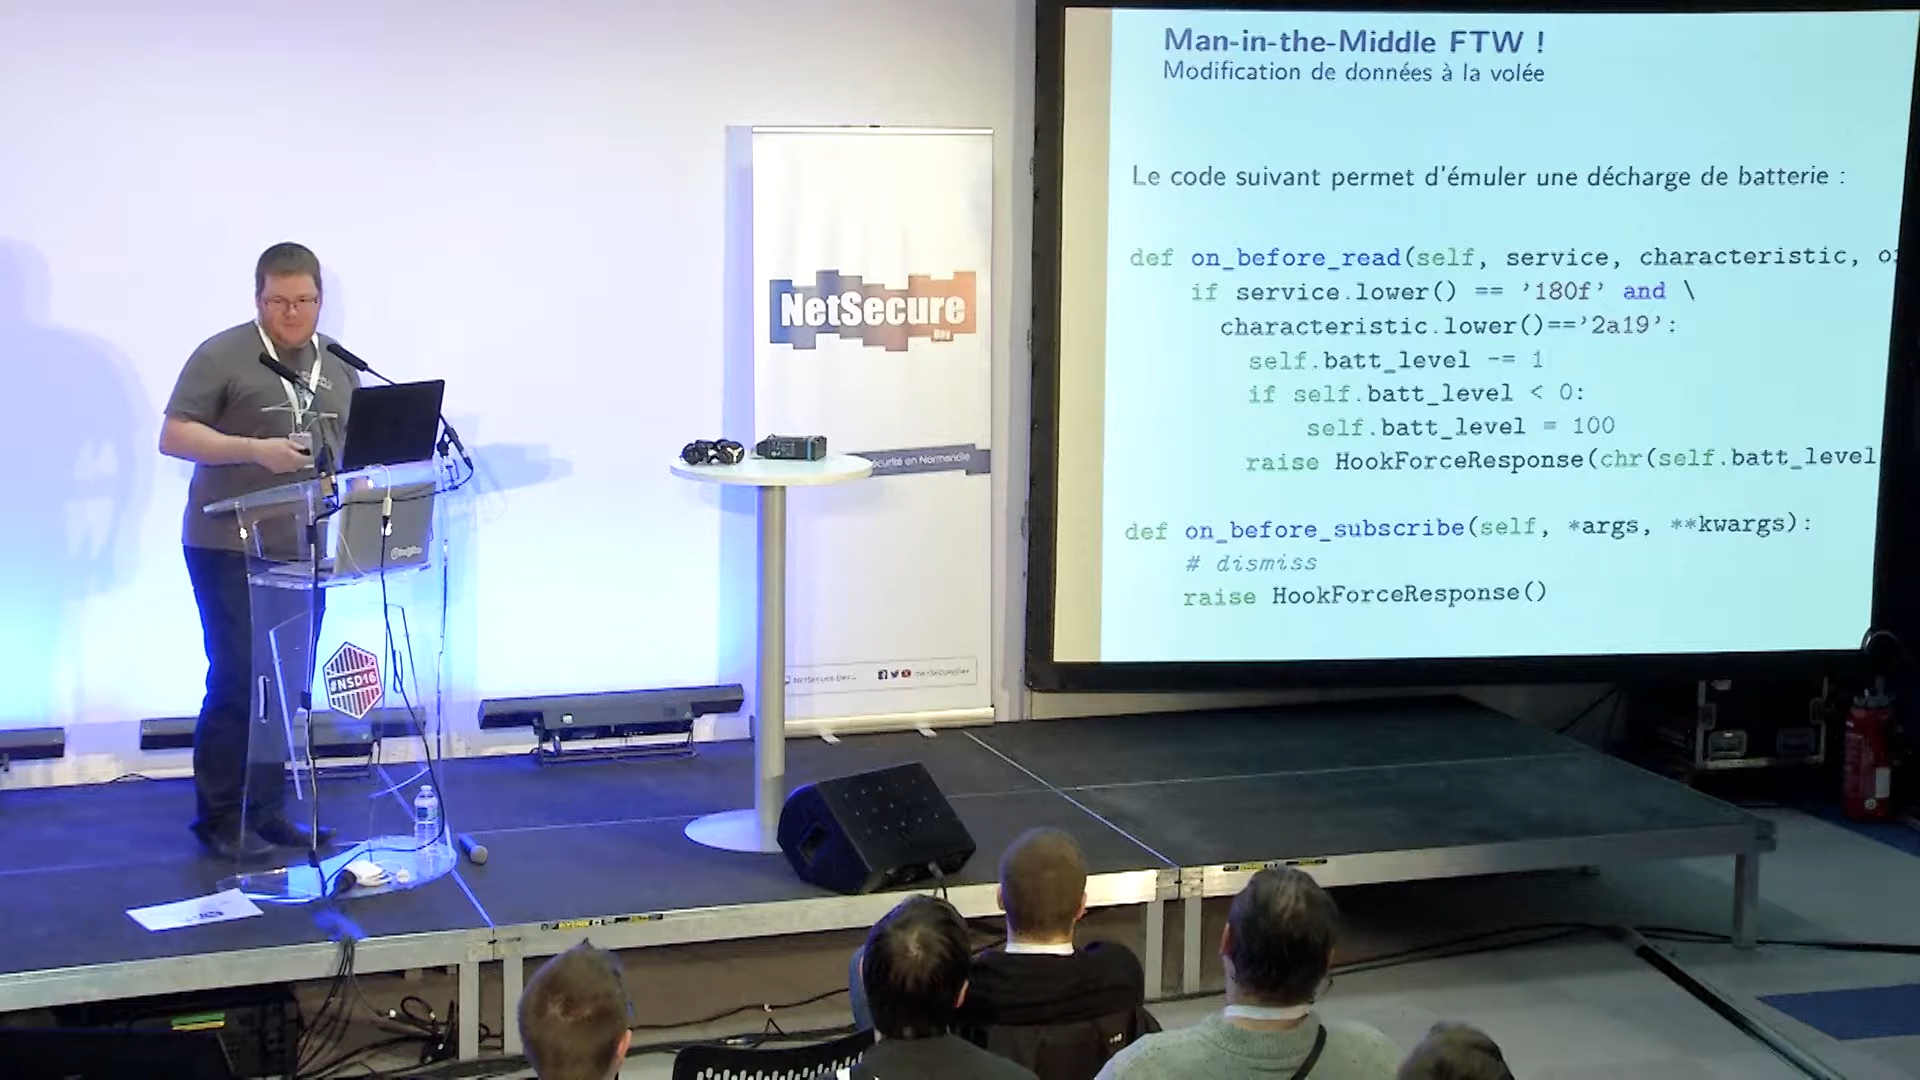 Man-in-the-Middle FTW !
Modification de données à la volée
Le code suivant permet d'émuler une décharge de batterie :
def on_before_read(self, service, characteristic, o
if service.lower() == '180f' and \
characteristic.lower()=='2a19':
self.batt_level -= 1
if self.batt_level < 0:
self.batt_level = 100
raise HookForceResponse(chr(self.batt_level
def on_before_subscribe(self, *args, **kwargs):
# dismiss
raise HookForceResponse()
NetSecure
Day
écurité en Normandie
#NSD16